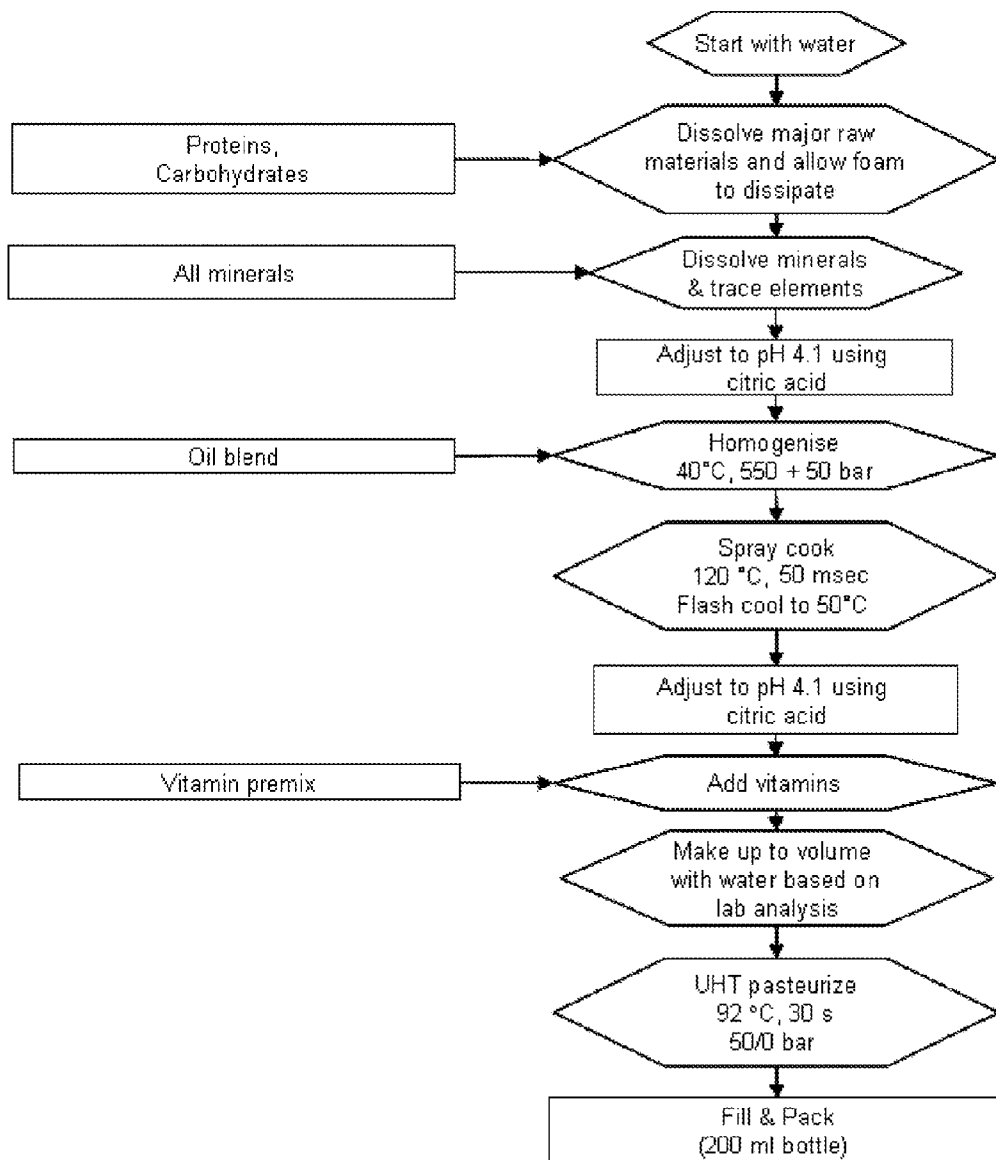 Start with water
Proteins,
Carbohydrates
Dissolve major raw
materials and allow foam
to dissipate
All minerals
Dissolve minerals
& trace elements
Adjust to pH 4.1 using
citric acid
Oil blend
Homogenise
40°C, 550 + 50 bar
Spray cook
120 °C, 50 msec
Flash cool to 50°C
Adjust to pH 4.1 using
citric acid
Vitamin premix
Add vitamins
Make up to volume
with water based on
lab analysis
UHT pasteurize
92 °C, 30 s
50/0 bar
Fill & Pack
(200 ml bottle)